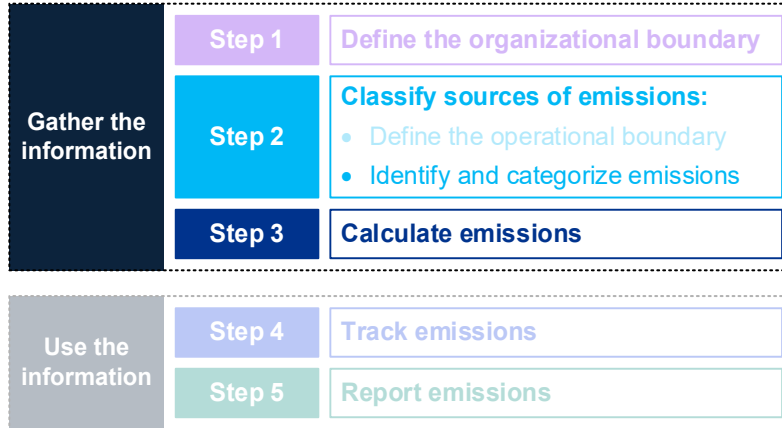 Gather the
information
Step 1
Define the organizational boundary
Step 2
Classify sources of emissions:
• Define the operational boundary
• Identify and categorize emissions
Step 3
Calculate emissions
Use the
information
Step 4
Track emissions
Step 5
Report emissions